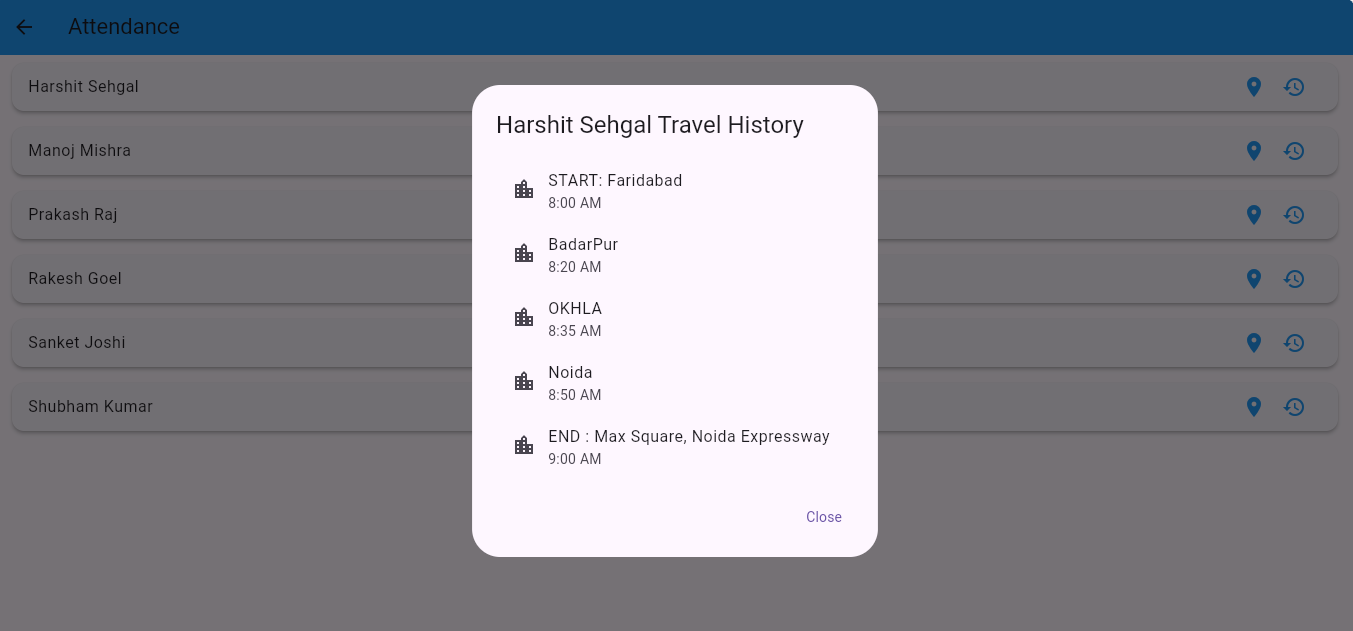 Attendance
Harshit Sehgal
Manoj Mishra
Prakash Raj
Rakesh Goel
Sanket Joshi
Shubham Kumar
Harshit Sehgal Travel History
START: Faridabad
8:00 AM
BadarPur
8:20 AM
OKHLA
8:35 AM
Noida
8:50 AM
END : Max Square, Noida Expressway
9:00 AM
Close